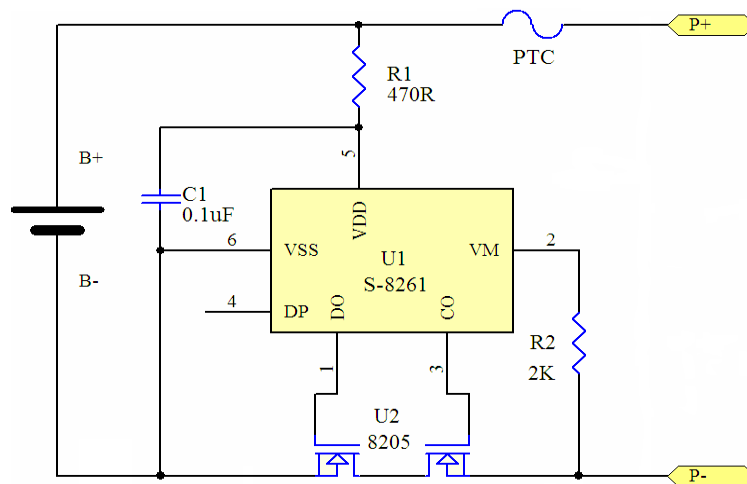 P+
PTC
R1
470R
5
B+
C1
0.1uF
VDD
6
VSS
U1
VM
2
B-
S-8261
4
DP
DO
CO
R2
2K
1
3
U2
8205
P-